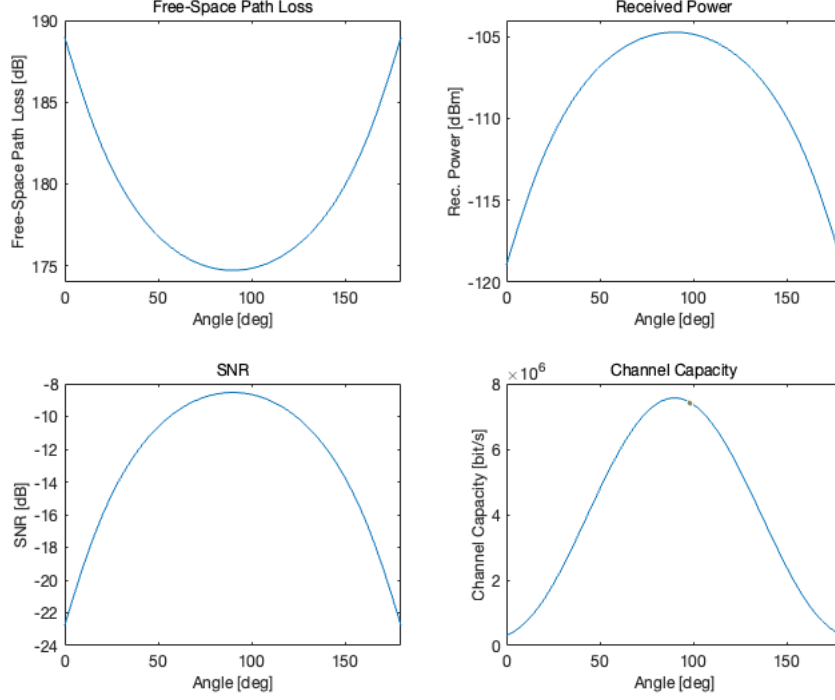 Free-Space Path Loss
190
185
180
175
Free-Space Path Loss [dB]
0 50 100 150
Angle [deg]
Received Power
-105
-110
-115
-120
Rec. Power [dBm]
0 50 100 150
Angle [deg]
SNR
-8
-10
-12
-14
-16
-18
-20
-22
-24
SNR [dB]
0 50 100 150
Angle [deg]
Channel Capacity
×10⁶
8
6
4
2
0
Channel Capacity [bit/s]
0 50 100 150
Angle [deg]